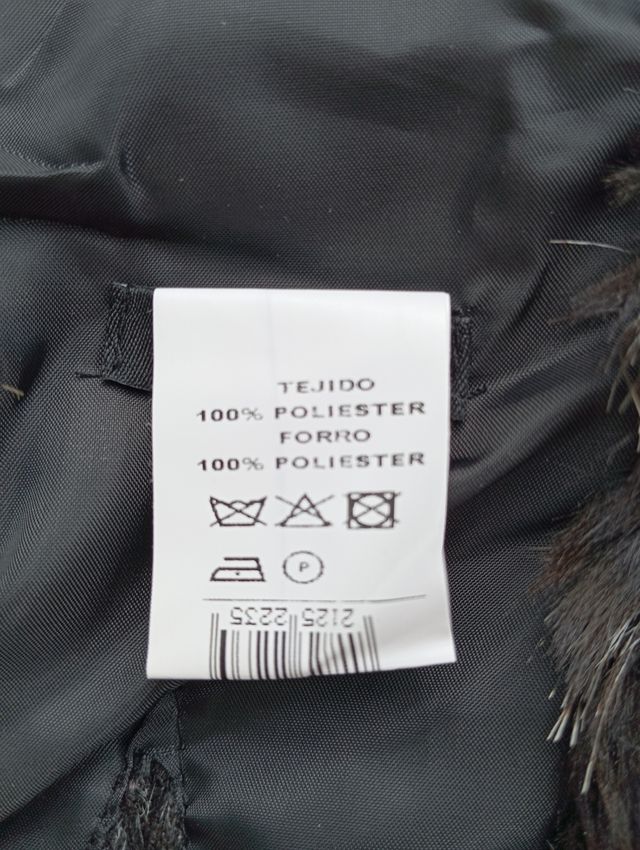 TEJIDO
100% POLIESTER
FORRO
100% POLIESTER
P
2125 2235